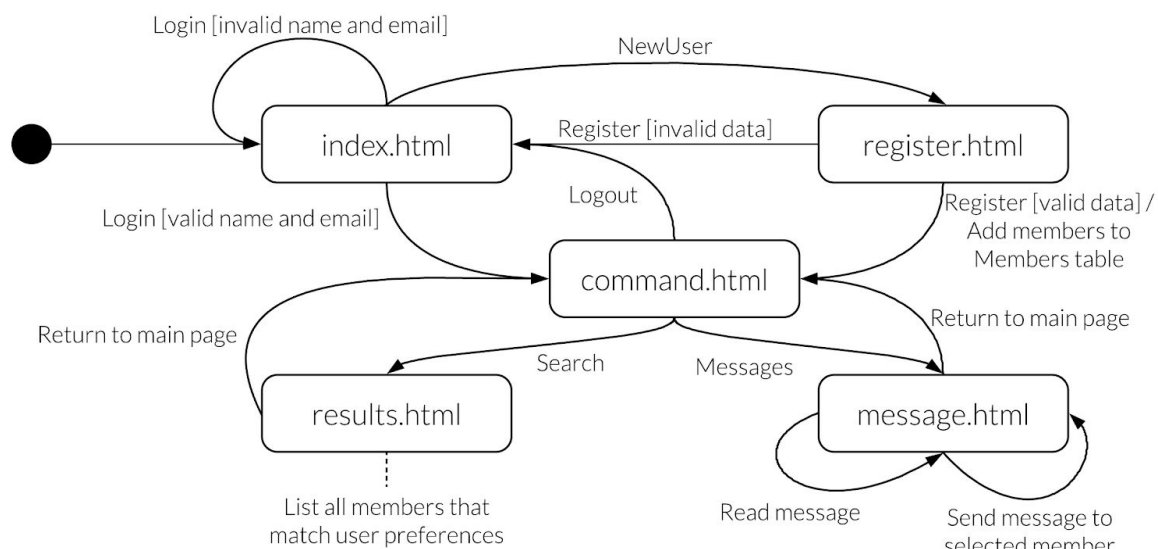 Login [invalid name and email]
NewUser
index.html
Register [invalid data]
register.html
Logout
Login [valid name and email]
Register [valid data] /
Add members to
Members table
command.html
Return to main page
Return to main page
Search
Messages
results.html
message.html
List all members that
match user preferences
Read message
Send message to
selected member